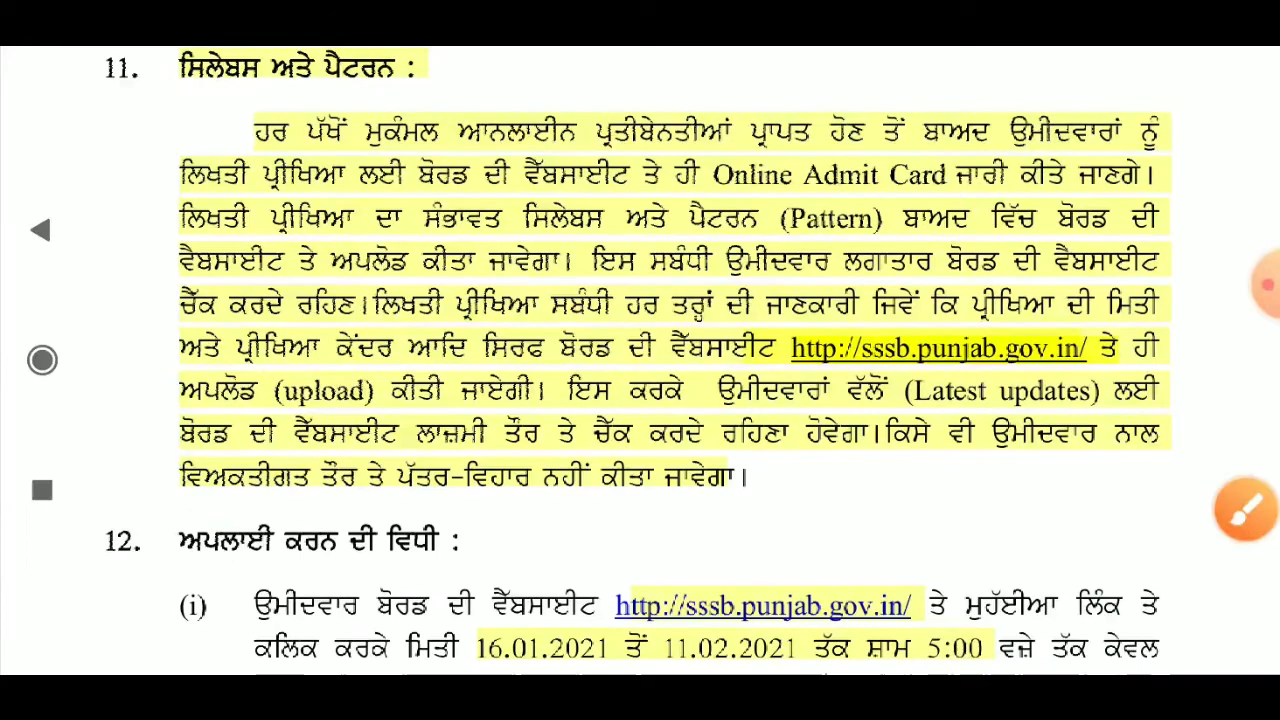 11. ਸਿਲੇਬਸ ਅਤੇ ਪੈਟਰਨ :
ਹਰ ਪੱਖੋਂ ਮੁਕੰਮਲ ਆਨਲਾਈਨ ਪ੍ਰਤੀਬੇਨਤੀਆਂ ਪ੍ਰਾਪਤ ਹੋਣ ਤੋਂ ਬਾਅਦ ਉਮੀਦਵਾਰਾਂ ਨੂੰ
ਲਿਖਤੀ ਪ੍ਰੀਖਿਆ ਲਈ ਬੋਰਡ ਦੀ ਵੈੱਬਸਾਈਟ ਤੇ ਹੀ Online Admit Card ਜਾਰੀ ਕੀਤੇ ਜਾਣਗੇ।
ਲਿਖਤੀ ਪ੍ਰੀਖਿਆ ਦਾ ਸੰਭਾਵਤ ਸਿਲੇਬਸ ਅਤੇ ਪੈਟਰਨ (Pattern) ਬਾਅਦ ਵਿੱਚ ਬੋਰਡ ਦੀ
ਵੈਬਸਾਈਟ ਤੇ ਅਪਲੋਡ ਕੀਤਾ ਜਾਵੇਗਾ। ਇਸ ਸਬੰਧੀ ਉਮੀਦਵਾਰ ਲਗਾਤਾਰ ਬੋਰਡ ਦੀ ਵੈਬਸਾਈਟ
ਚੈੱਕ ਕਰਦੇ ਰਹਿਣ।ਲਿਖਤੀ ਪ੍ਰੀਖਿਆ ਸਬੰਧੀ ਹਰ ਤਰ੍ਹਾਂ ਦੀ ਜਾਣਕਾਰੀ ਜਿਵੇਂ ਕਿ ਪ੍ਰੀਖਿਆ ਦੀ ਮਿਤੀ
ਅਤੇ ਪ੍ਰੀਖਿਆ ਕੇਂਦਰ ਆਦਿ ਸਿਰਫ ਬੋਰਡ ਦੀ ਵੈੱਬਸਾਈਟ http://sssb.punjab.gov.in/ ਤੇ ਹੀ
ਅਪਲੋਡ (upload) ਕੀਤੀ ਜਾਏਗੀ। ਇਸ ਕਰਕੇ ਉਮੀਦਵਾਰਾਂ ਵੱਲੋਂ (Latest updates) ਲਈ
ਬੋਰਡ ਦੀ ਵੈੱਬਸਾਈਟ ਲਾਜ਼ਮੀ ਤੌਰ ਤੇ ਚੈੱਕ ਕਰਦੇ ਰਹਿਣਾ ਹੋਵੇਗਾ।ਕਿਸੇ ਵੀ ਉਮੀਦਵਾਰ ਨਾਲ
ਵਿਅਕਤੀਗਤ ਤੌਰ ਤੇ ਪੱਤਰ-ਵਿਹਾਰ ਨਹੀਂ ਕੀਤਾ ਜਾਵੇਗਾ।
12. ਅਪਲਾਈ ਕਰਨ ਦੀ ਵਿਧੀ :
(i) ਉਮੀਦਵਾਰ ਬੋਰਡ ਦੀ ਵੈੱਬਸਾਈਟ http://sssb.punjab.gov.in/ ਤੇ ਮੁਹੱਈਆ ਲਿੰਕ ਤੇ
ਕਲਿਕ ਕਰਕੇ ਮਿਤੀ 16.01.2021 ਤੋਂ 11.02.2021 ਤੱਕ ਸ਼ਾਮ 5:00 ਵਜ਼ੇ ਤੱਕ ਕੇਵਲ